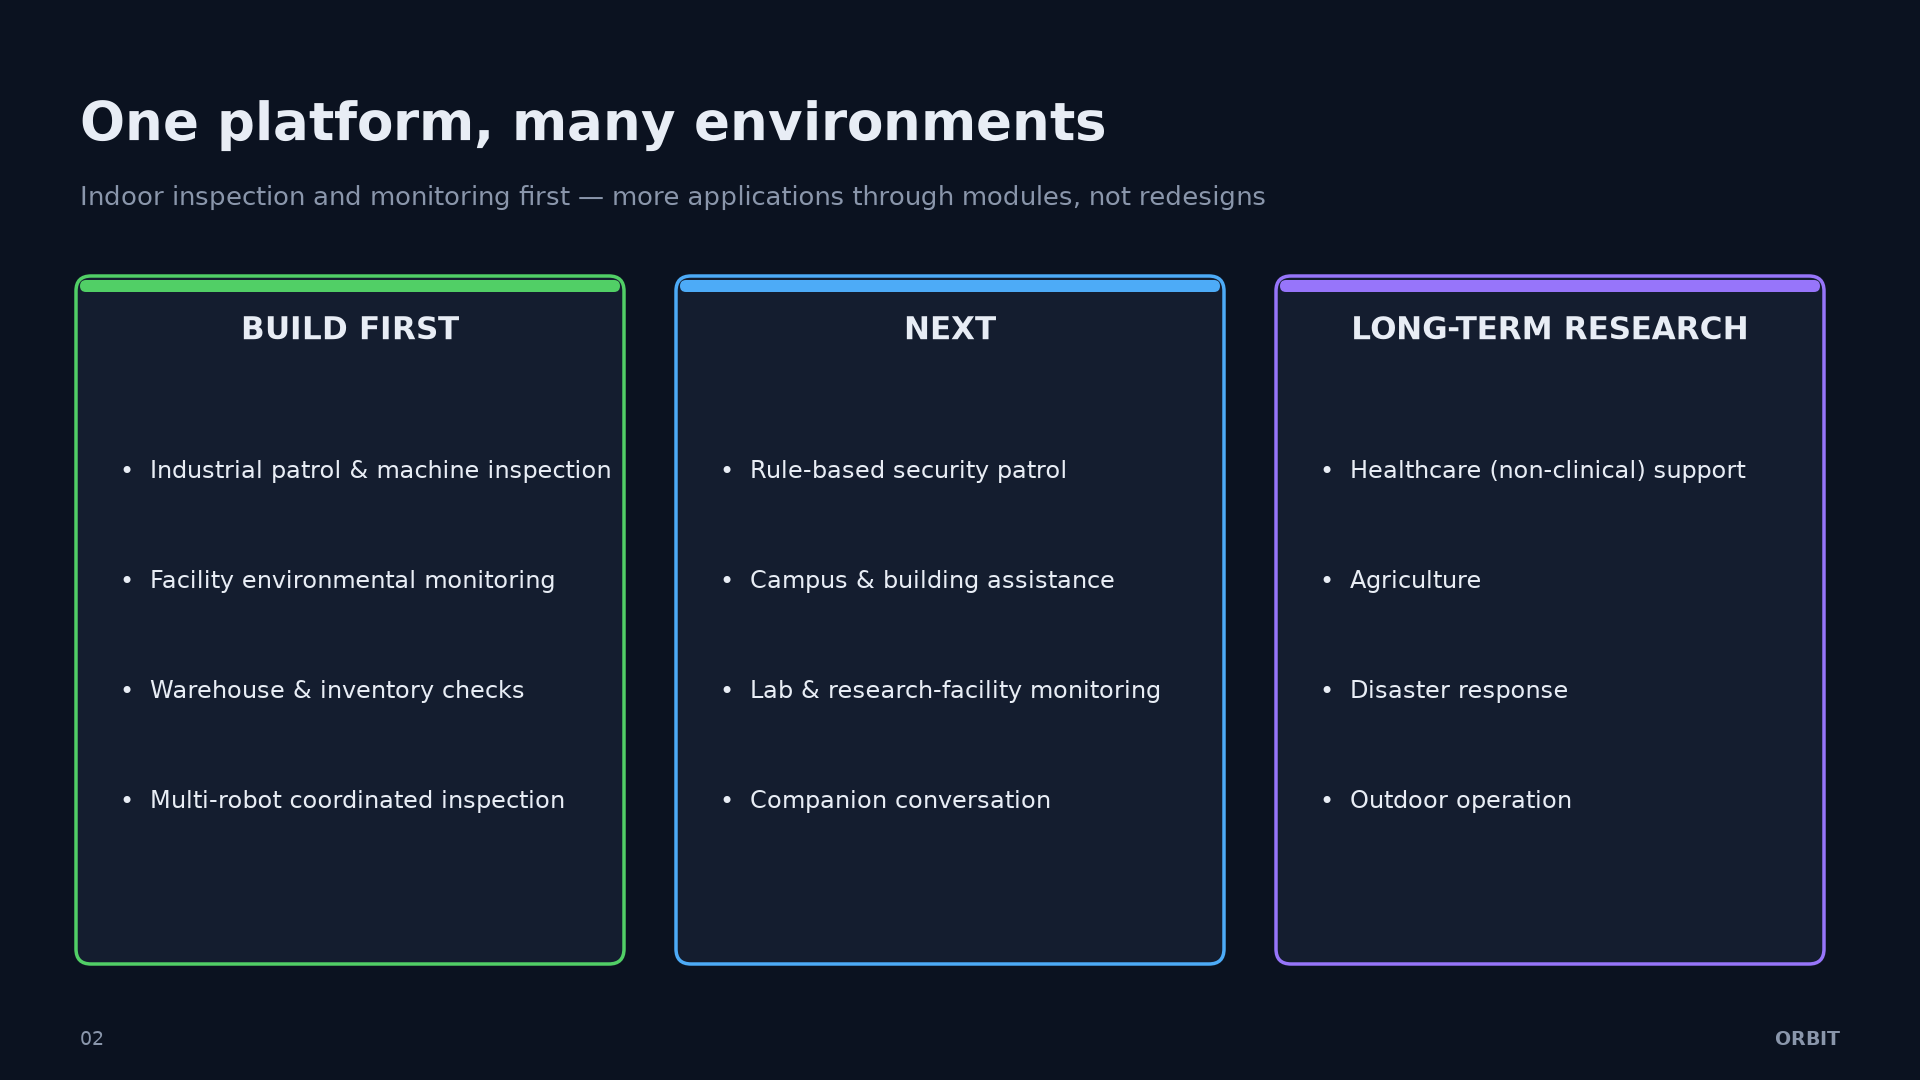 One platform, many environments
Indoor inspection and monitoring first — more applications through modules, not redesigns
BUILD FIRST
• Industrial patrol & machine inspection
• Facility environmental monitoring
• Warehouse & inventory checks
• Multi-robot coordinated inspection
NEXT
• Rule-based security patrol
• Campus & building assistance
• Lab & research-facility monitoring
• Companion conversation
LONG-TERM RESEARCH
• Healthcare (non-clinical) support
• Agriculture
• Disaster response
• Outdoor operation
02
ORBIT